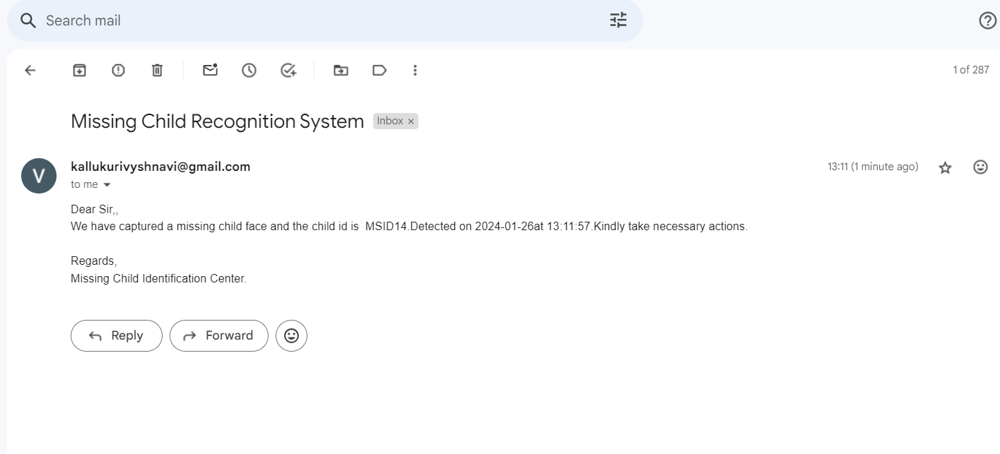 Search mail
1 of 287
Missing Child Recognition System Inbox ×
V
kallukurivyshnavi@gmail.com 13:11 (1 minute ago)
to me
Dear Sir,,
We have captured a missing child face and the child id is  MSID14.Detected on 2024-01-26at 13:11:57.Kindly take necessary actions.
Regards,
Missing Child Identification Center.
Reply Forward